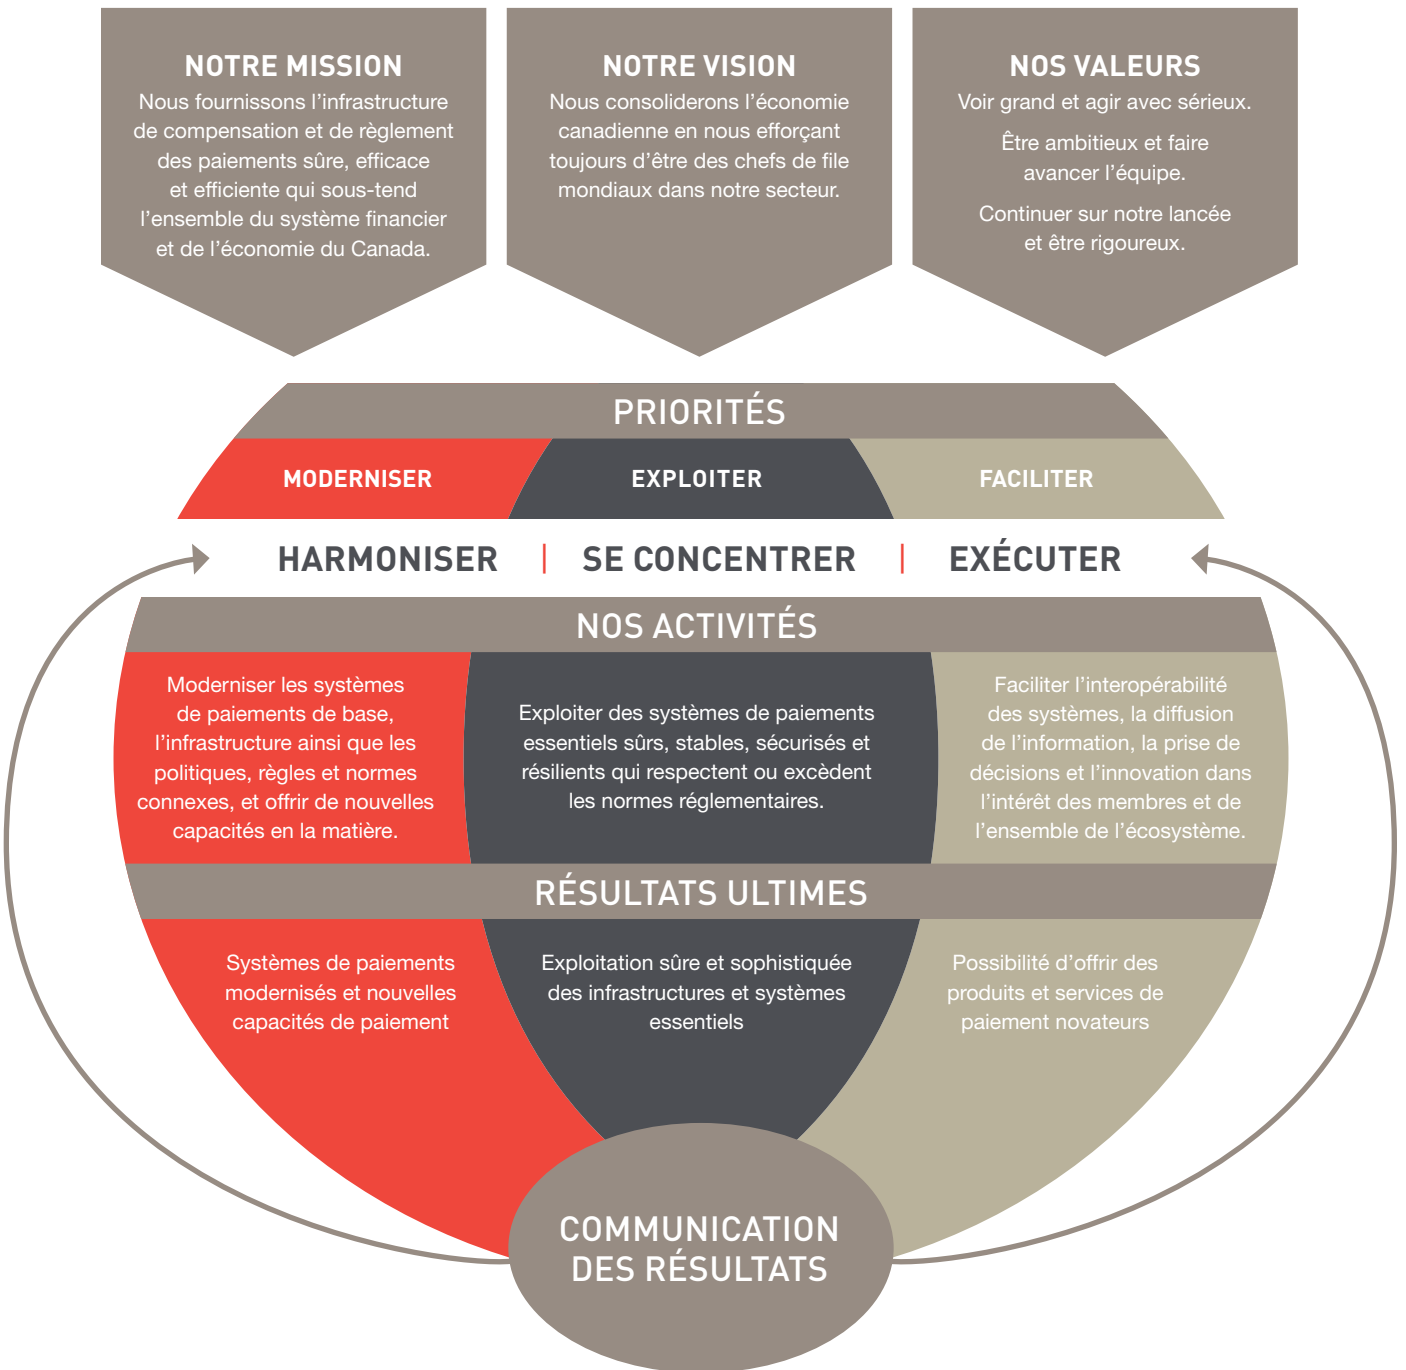 NOTRE MISSION
Nous fournissons l’infrastructure
de compensation et de règlement
des paiements sûre, efficace
et efficiente qui sous-tend
l’ensemble du système financier
et de l’économie du Canada.
NOTRE VISION
Nous consoliderons l’économie
canadienne en nous efforçant
toujours d’être des chefs de file
mondiaux dans notre secteur.
NOS VALEURS
Voir grand et agir avec sérieux.
Être ambitieux et faire
avancer l’équipe.
Continuer sur notre lancée
et être rigoureux.
PRIORITÉS
MODERNISER
EXPLOITER
FACILITER
HARMONISER | SE CONCENTRER | EXÉCUTER
NOS ACTIVITÉS
Moderniser les systèmes
de paiements de base,
l’infrastructure ainsi que les
politiques, règles et normes
connexes, et offrir de nouvelles
capacités en la matière.
Exploiter des systèmes de paiements
essentiels sûrs, stables, sécurisés et
résilients qui respectent ou excèdent
les normes réglementaires.
Faciliter l’interopérabilité
des systèmes, la diffusion
de l’information, la prise de
décisions et l’innovation dans
l’intérêt des membres et de
l’ensemble de l’écosystème.
RÉSULTATS ULTIMES
Systèmes de paiements
modernisés et nouvelles
capacités de paiement
Exploitation sûre et sophistiquée
des infrastructures et systèmes
essentiels
Possibilité d’offrir des
produits et services de
paiement novateurs
COMMUNICATION
DES RÉSULTATS